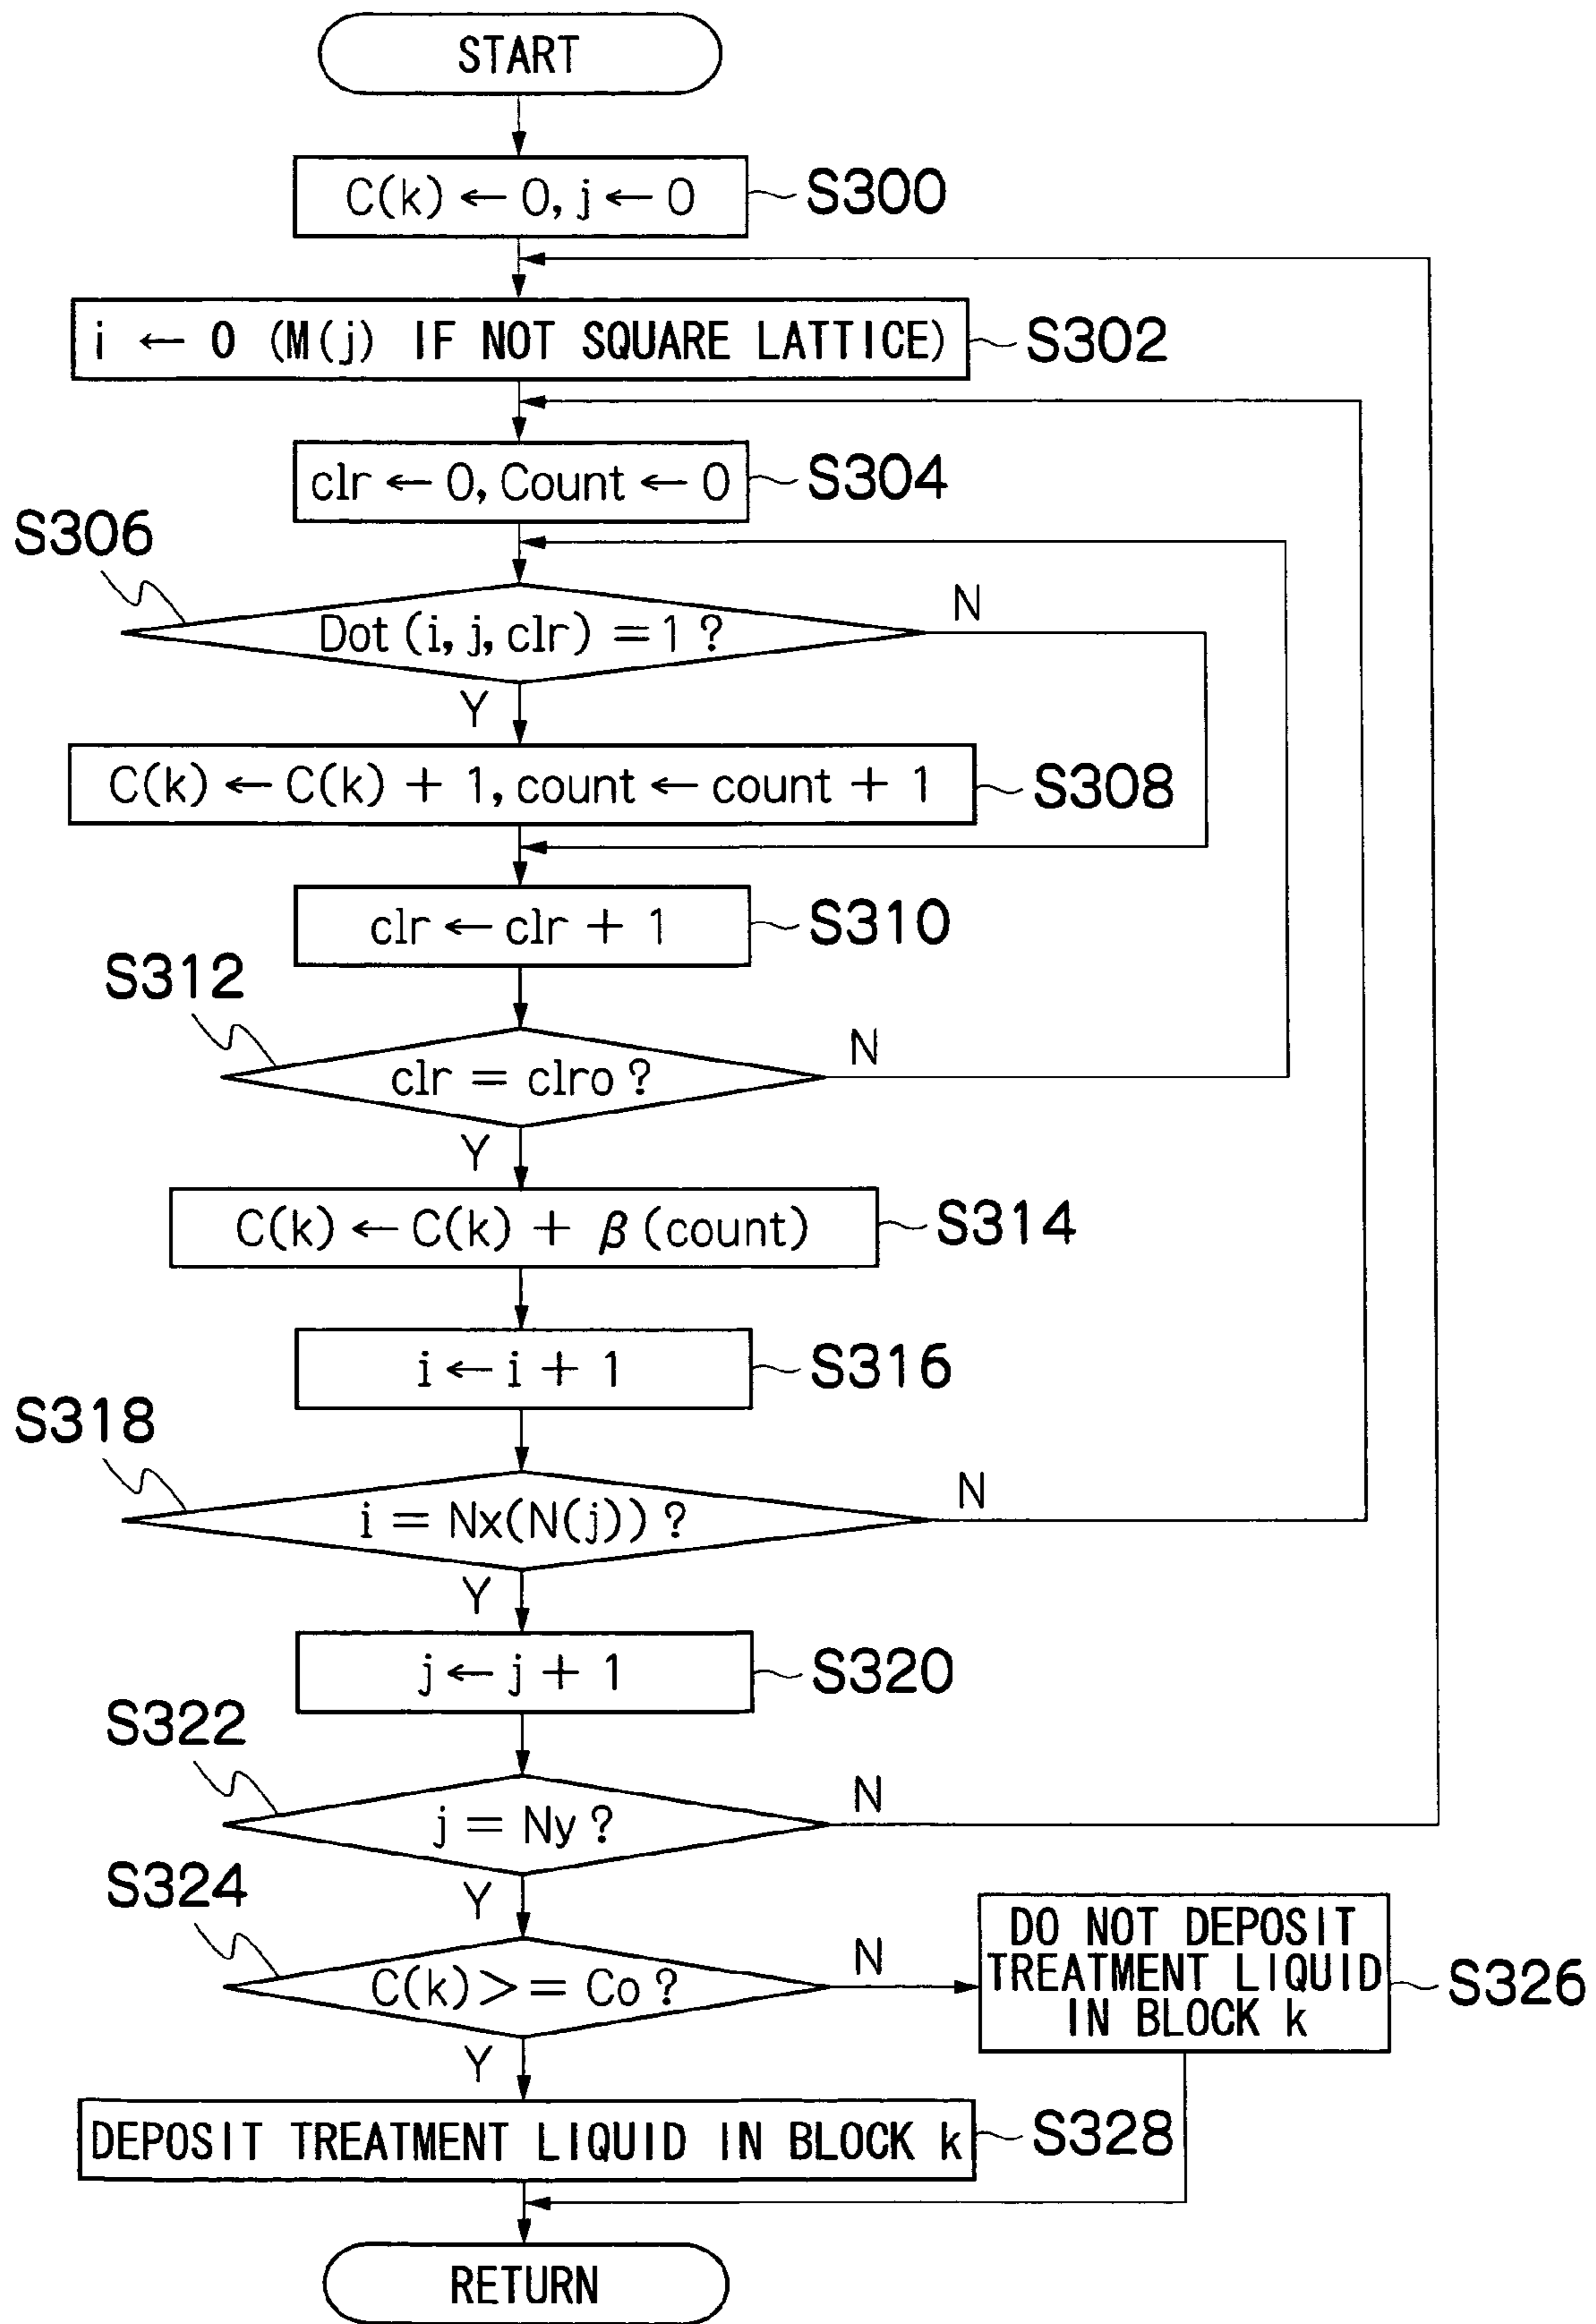 START
C(k) ← 0, j ← 0
S300
i ← 0 (M(j) IF NOT SQUARE LATTICE)
S302
clr ← 0, Count ← 0
S304
S306
Dot (i, j, clr) = 1 ?
N
Y
C(k) ← C(k) + 1, count ← count + 1
S308
clr ← clr + 1
S310
S312
clr = clro ?
N
Y
C(k) ← C(k) + β (count)
S314
i ← i + 1
S316
S318
i = Nx(N(j)) ?
N
Y
j ← j + 1
S320
S322
j = Ny ?
N
Y
S324
C(k) > = Co ?
N
DO NOT DEPOSIT
TREATMENT LIQUID
IN BLOCK k
S326
Y
DEPOSIT TREATMENT LIQUID IN BLOCK k
S328
RETURN